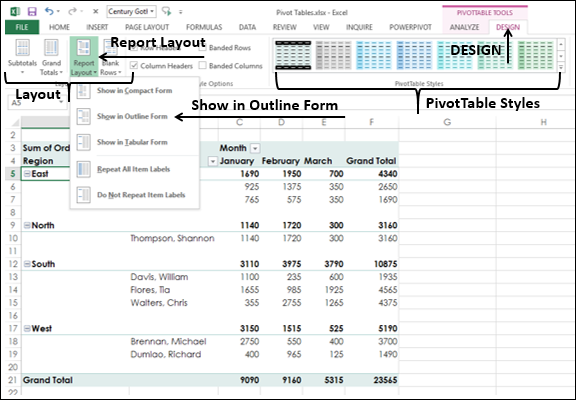 Century Goth Pivot Tables.xlsx - Excel PIVOTTABLE TOOLS
FILE HOME INSERT PAGE LAYOUT FORMULAS DATA REVIEW VIEW INQUIRE POWERPIVOT ANALYZE DESIGN
Report Layout
DESIGN
Row Headers Banded Rows
Column Headers Banded Columns
Subtotals Grand Totals Report Layout Blank Rows
Options PivotTable Styles
Layout
PivotTable Styles
Show in Compact Form
Show in Outline Form
Show in Outline Form
Show in Tabular Form
Repeat All Item Labels
Do Not Repeat Item Labels
A5
C D E F G H
2
3 Sum of Ord Month
4 Region January February March Grand Total
5 East 1690 1950 700 4340
6 925 1375 350 2650
7 765 575 350 1690
8
9 North 1140 1720 300 3160
10 Thompson, Shannon 1140 1720 300 3160
11
12 South 3110 3975 3790 10875
13 Davis, William 1100 235 600 1935
14 Flores, Tia 1655 985 1925 4565
15 Walters, Chris 355 2755 1265 4375
16
17 West 3150 1515 525 5190
18 Brennan, Michael 2750 550 400 3700
19 Dumlao, Richard 400 965 125 1490
20
21 Grand Total 9090 9160 5315 23565
22